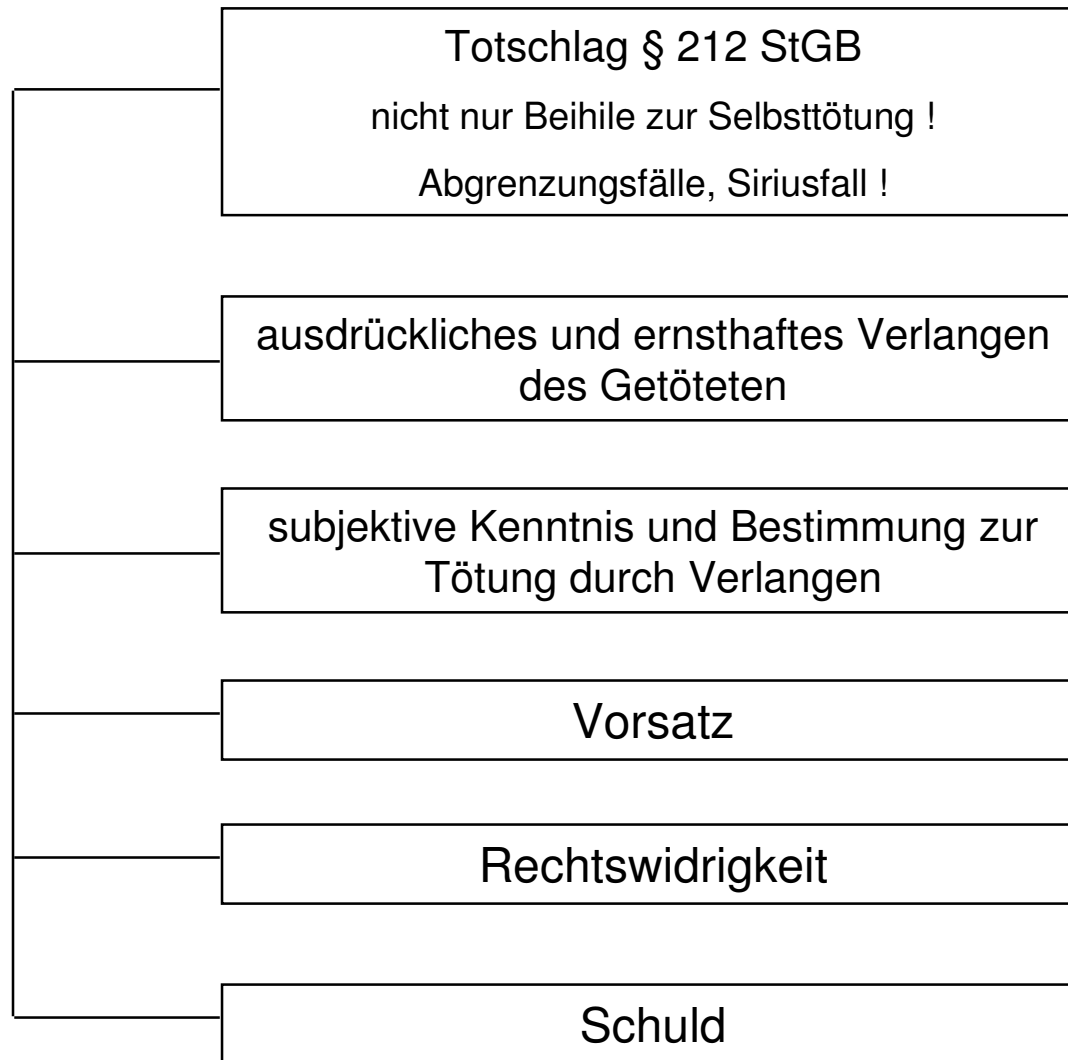 Totschlag § 212 StGB
nicht nur Beihile zur Selbsttötung !
Abgrenzungsfälle, Siriusfall !
ausdrückliches und ernsthaftes Verlangen
des Getöteten
subjektive Kenntnis und Bestimmung zur
Tötung durch Verlangen
Vorsatz
Rechtswidrigkeit
Schuld